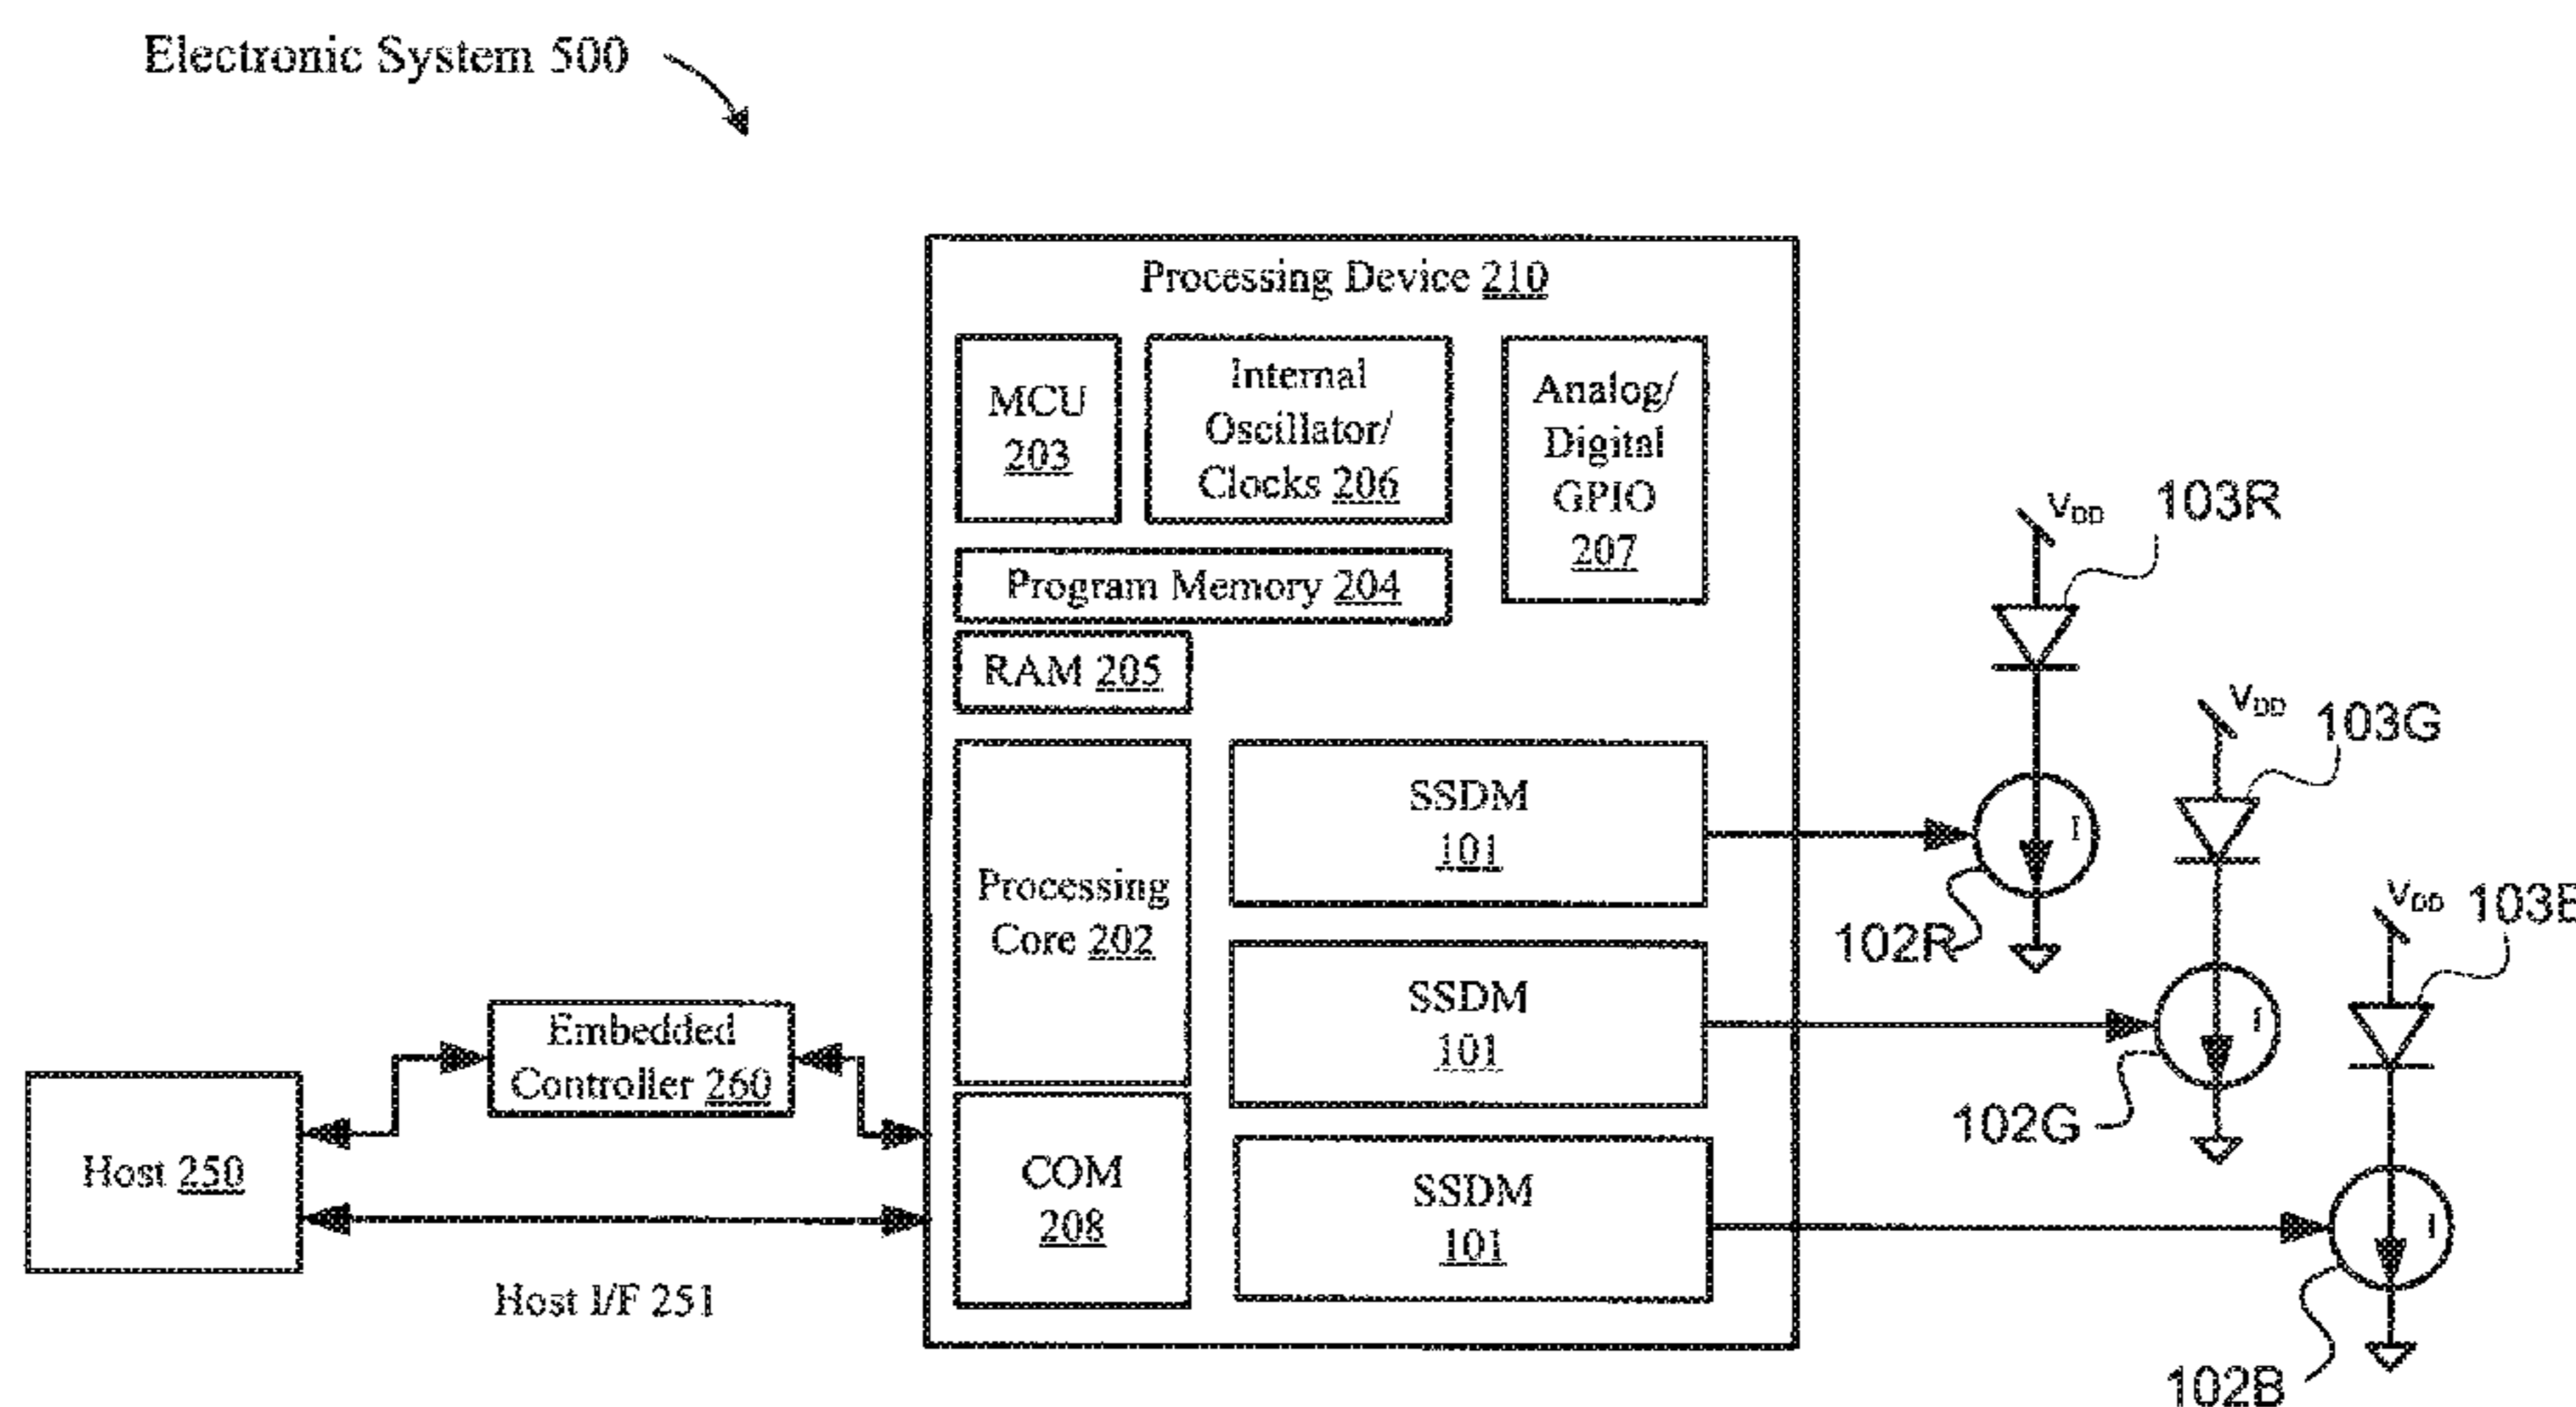 Electronic System 500
Processing Device 210
MCU
203
Internal
Oscillator/
Clocks 206
Analog/
Digital
GPIO
207
Program Memory 204
RAM 205
Processing
Core 202
COM
208
SSDM
101
SSDM
101
SSDM
101
Embedded
Controller 260
Host 250
Host I/F 251
VDD
103R
I
102R
VDD
103G
I
102G
VDD
I
102B